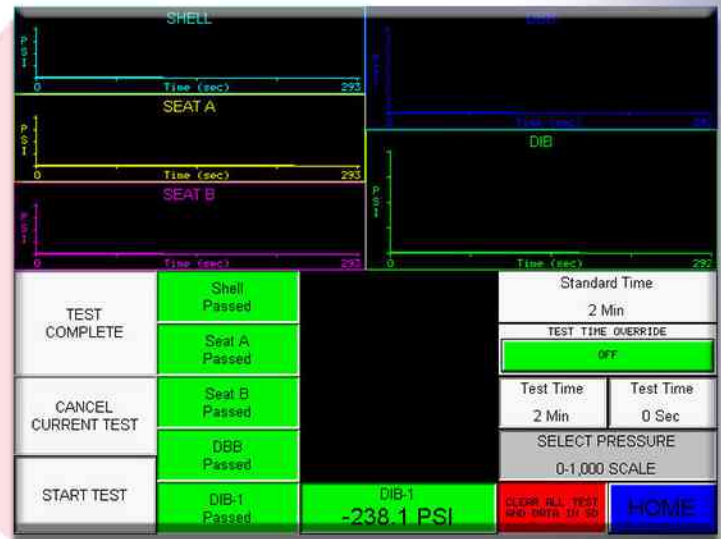 SHELL
PSI
0
Time (sec)
293
SEAT A
PSI
0
Time (sec)
293
SEAT B
PSI
0
Time (sec)
293
DBB
0
Time (sec)
DIB
PSI
0
Time (sec)
292
TEST
COMPLETE
CANCEL
CURRENT TEST
START TEST
Shell
Passed
Seat A
Passed
Seat B
Passed
DBB
Passed
DIB-1
Passed
DIB-1
-238.1 PSI
Standard Time
2 Min
TEST TIME OVERRIDE
OFF
Test Time
2 Min
Test Time
0 Sec
SELECT PRESSURE
0-1,000 SCALE
CLEAR ALL TEST
AND DATA IN SD
HOME